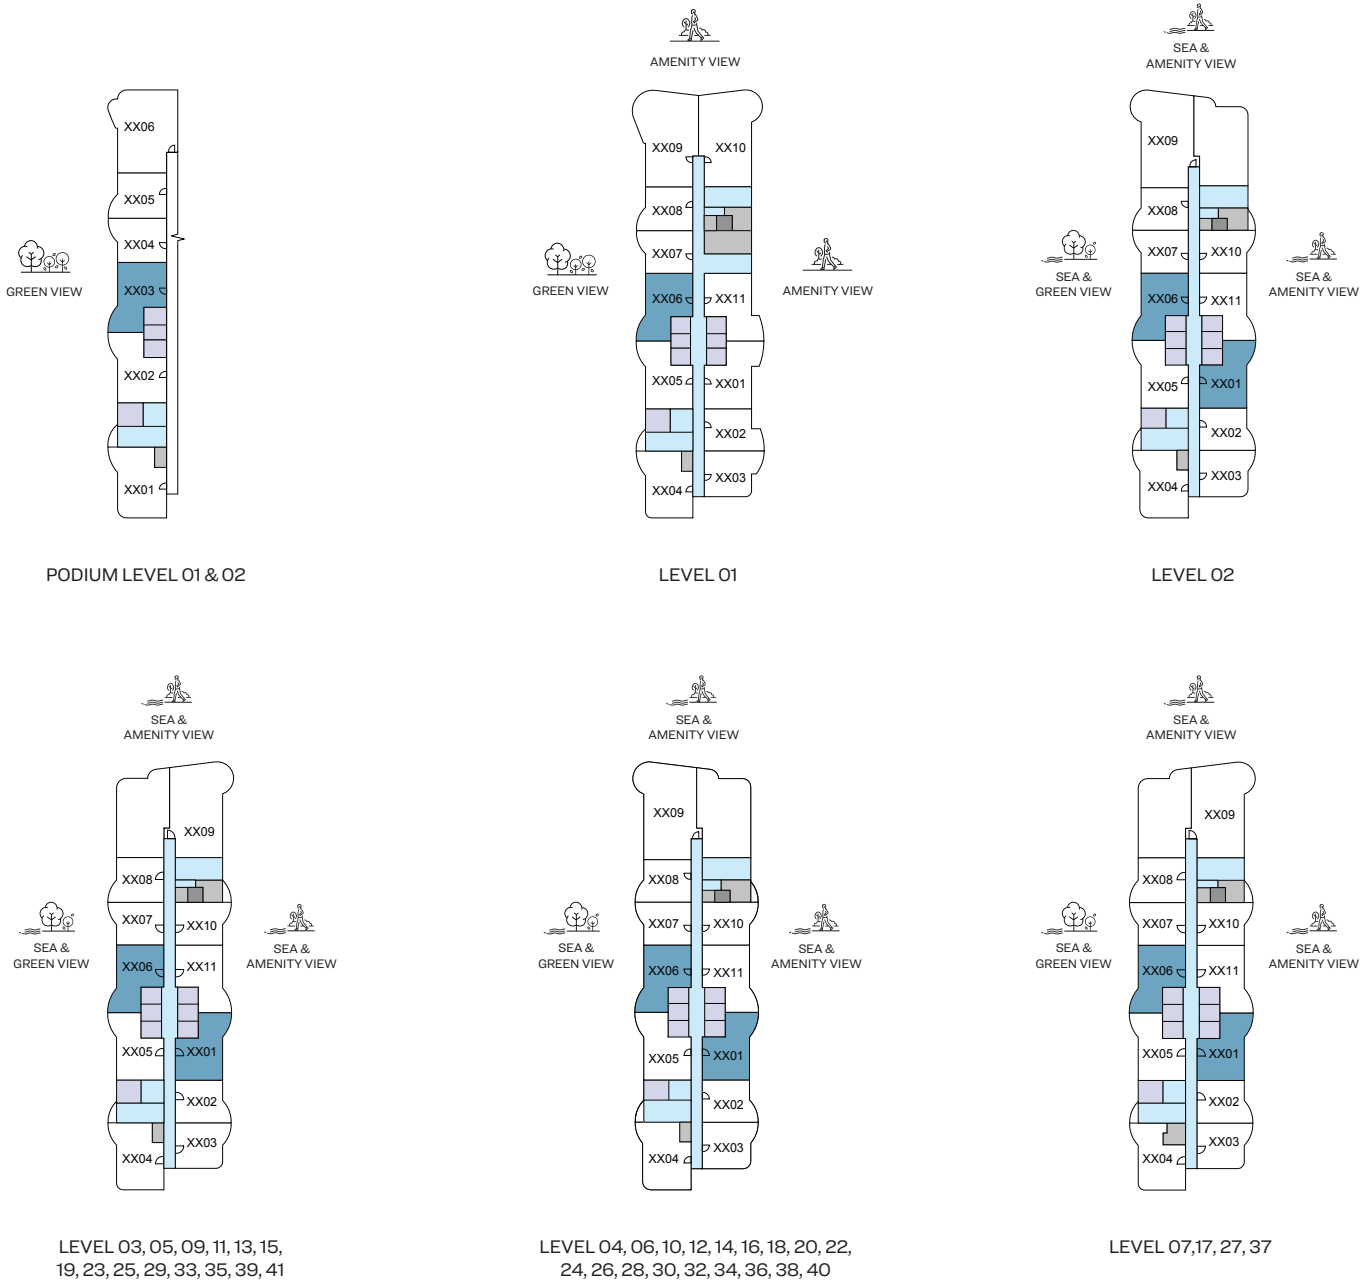 AMENITY VIEW
SEA &
AMENITY VIEW
XX06
XX05
XX04
XX03
XX02
XX01
GREEN VIEW
PODIUM LEVEL 01 & 02
XX09
XX10
XX08
XX07
XX06
XX11
XX05
XX01
XX02
XX04
XX03
GREEN VIEW
AMENITY VIEW
LEVEL 01
XX09
XX08
XX07
XX10
XX06
XX11
XX05
XX01
XX02
XX04
XX03
SEA &
GREEN VIEW
SEA &
AMENITY VIEW
LEVEL 02
SEA &
AMENITY VIEW
XX09
XX08
XX07
XX10
XX06
XX11
XX05
XX01
XX02
XX04
XX03
SEA &
GREEN VIEW
SEA &
AMENITY VIEW
LEVEL 03, 05, 09, 11, 13, 15,
19, 23, 25, 29, 33, 35, 39, 41
SEA &
AMENITY VIEW
XX09
XX08
XX07
XX10
XX06
XX11
XX05
XX01
XX02
XX04
XX03
SEA &
GREEN VIEW
SEA &
AMENITY VIEW
LEVEL 04, 06, 10, 12, 14, 16, 18, 20, 22,
24, 26, 28, 30, 32, 34, 36, 38, 40
SEA &
AMENITY VIEW
XX09
XX08
XX07
XX10
XX06
XX11
XX05
XX01
XX02
XX04
XX03
SEA &
GREEN VIEW
SEA &
AMENITY VIEW
LEVEL 07,17, 27, 37